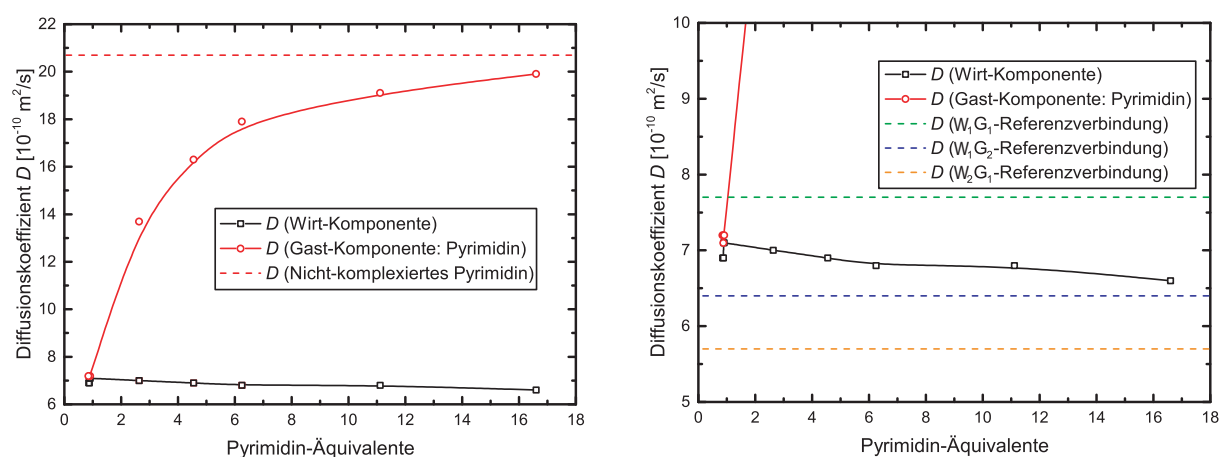 22
20
18
16
14
12
10
8
6
Diffusionskoeffizient D [10⁻¹⁰ m²/s]
D (Wirt-Komponente)
D (Gast-Komponente: Pyrimidin)
D (Nicht-komplexiertes Pyrimidin)
0 2 4 6 8 10 12 14 16 18
Pyrimidin-Äquivalente
10
9
8
7
6
5
Diffusionskoeffizient D [10⁻¹⁰ m²/s]
D (Wirt-Komponente)
D (Gast-Komponente: Pyrimidin)
D (W₁G₁-Referenzverbindung)
D (W₁G₂-Referenzverbindung)
D (W₂G₁-Referenzverbindung)
0 2 4 6 8 10 12 14 16 18
Pyrimidin-Äquivalente